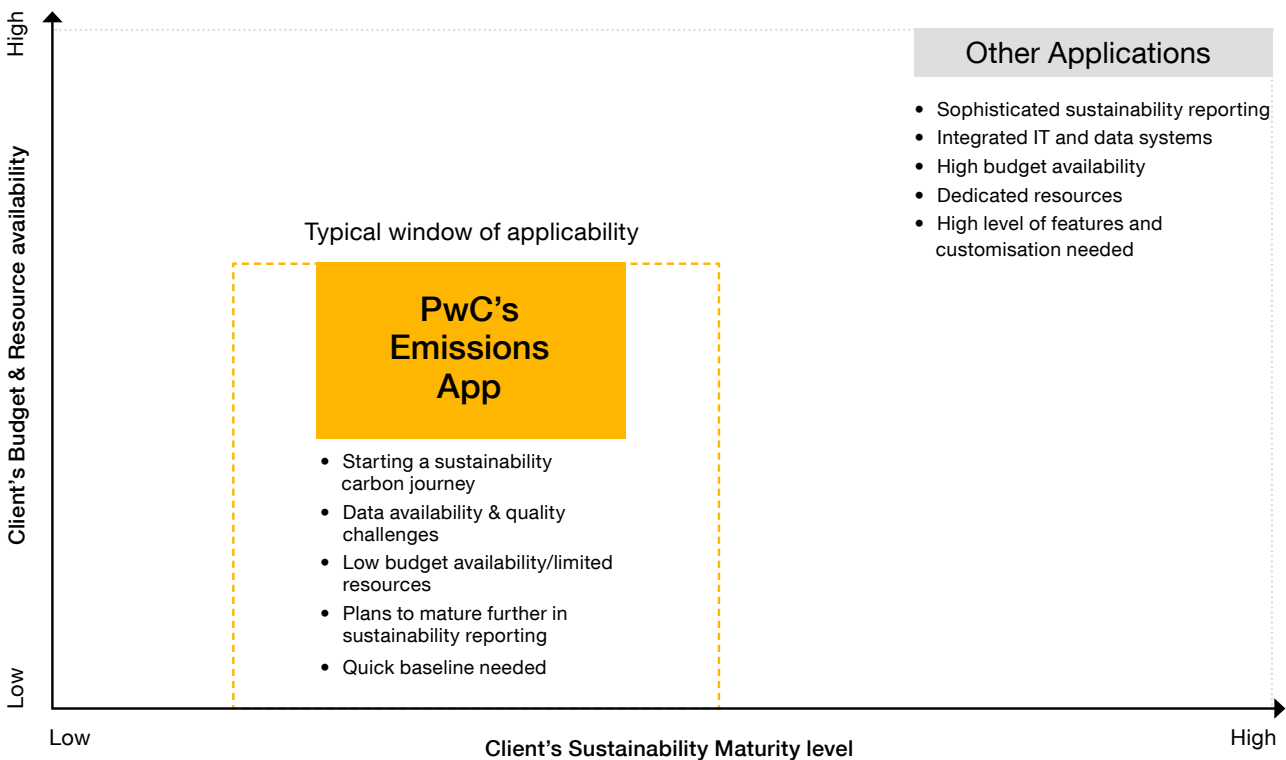 High
Client's Budget & Resource availability
Low
Other Applications
• Sophisticated sustainability reporting
• Integrated IT and data systems
• High budget availability
• Dedicated resources
• High level of features and
customisation needed
Typical window of applicability
PwC’s
Emissions
App
• Starting a sustainability
carbon journey
• Data availability & quality
challenges
• Low budget availability/limited
resources
• Plans to mature further in
sustainability reporting
• Quick baseline needed
Low
Client’s Sustainability Maturity level
High